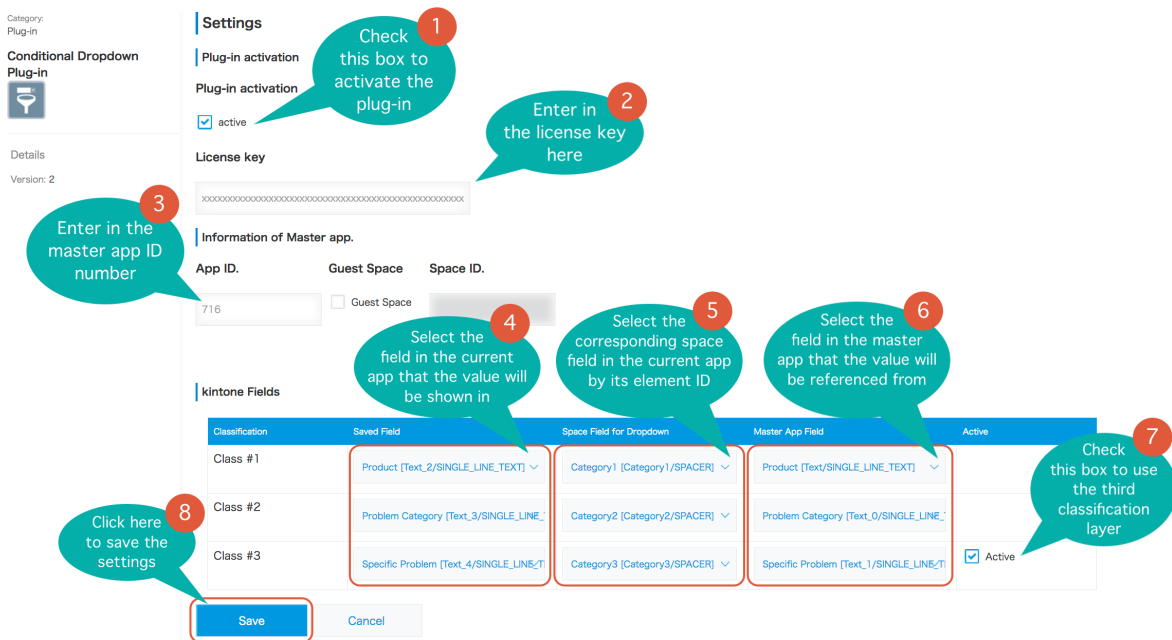 Category:
Plug-in
Conditional Dropdown
Plug-in
Details
Version: 2
Settings
Plug-in activation
Plug-in activation
active
1
Check
this box to
activate the
plug-in
2
Enter in
the license key
here
License key
xxxxxxxxxxxxxxxxxxxxxxxxxxxxxxxxxxxxxxxxxxxxxxxxxxxx
3
Enter in the
master app ID
number
Information of Master app.
App ID. Guest Space Space ID.
716 Guest Space
4
Select the
field in the current
app that the value will
be shown in
5
Select the
corresponding space
field in the current app
by its element ID
6
Select the
field in the master
app that the value will
be referenced from
kintone Fields
Classification Saved Field Space Field for Dropdown Master App Field Active
Class #1 Product [Text_2/SINGLE_LINE_TEXT] Category1 [Category1/SPACER] Product [Text/SINGLE_LINE_TEXT]
Class #2 Problem Category [Text_3/SINGLE_LINE_T Category2 [Category2/SPACER] Problem Category [Text_0/SINGLE_LINE_T
Class #3 Specific Problem [Text_4/SINGLE_LINE_TE Category3 [Category3/SPACER] Specific Problem [Text_1/SINGLE_LINE_TE Active
7
Check
this box to use
the third
classification
layer
8
Click here
to save the
settings
Save Cancel